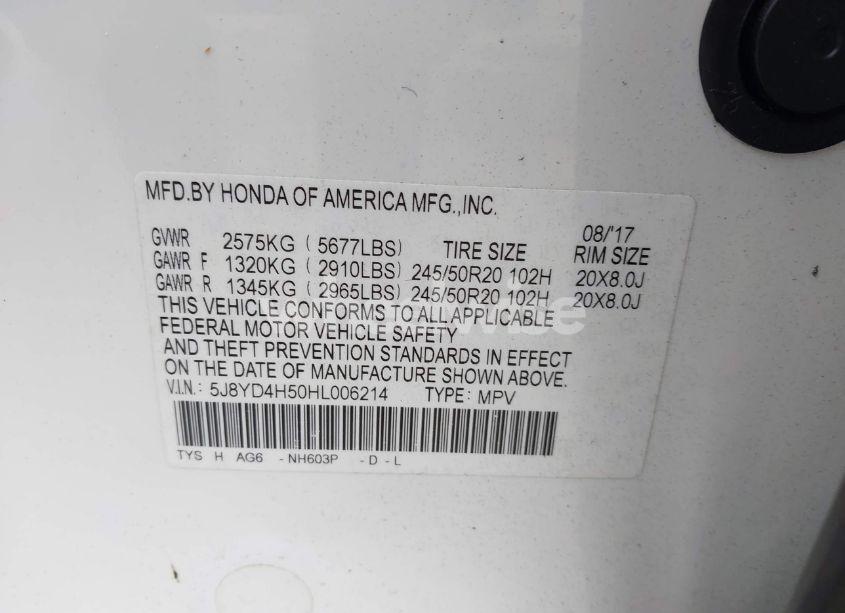 MFD.BY HONDA OF AMERICA MFG.,INC.
08/'17
GVWR 2575KG ( 5677LBS) TIRE SIZE RIM SIZE
GAWR F 1320KG ( 2910LBS) 245/50R20 102H 20X8.0J
GAWR R 1345KG ( 2965LBS) 245/50R20 102H 20X8.0J
THIS VEHICLE CONFORMS TO ALL APPLICABLE
FEDERAL MOTOR VEHICLE SAFETY
AND THEFT PREVENTION STANDARDS IN EFFECT
ON THE DATE OF MANUFACTURE SHOWN ABOVE.
V.I.N.: 5J8YD4H50HL006214 TYPE: MPV
TYS H AG6 - NH603P - D - L